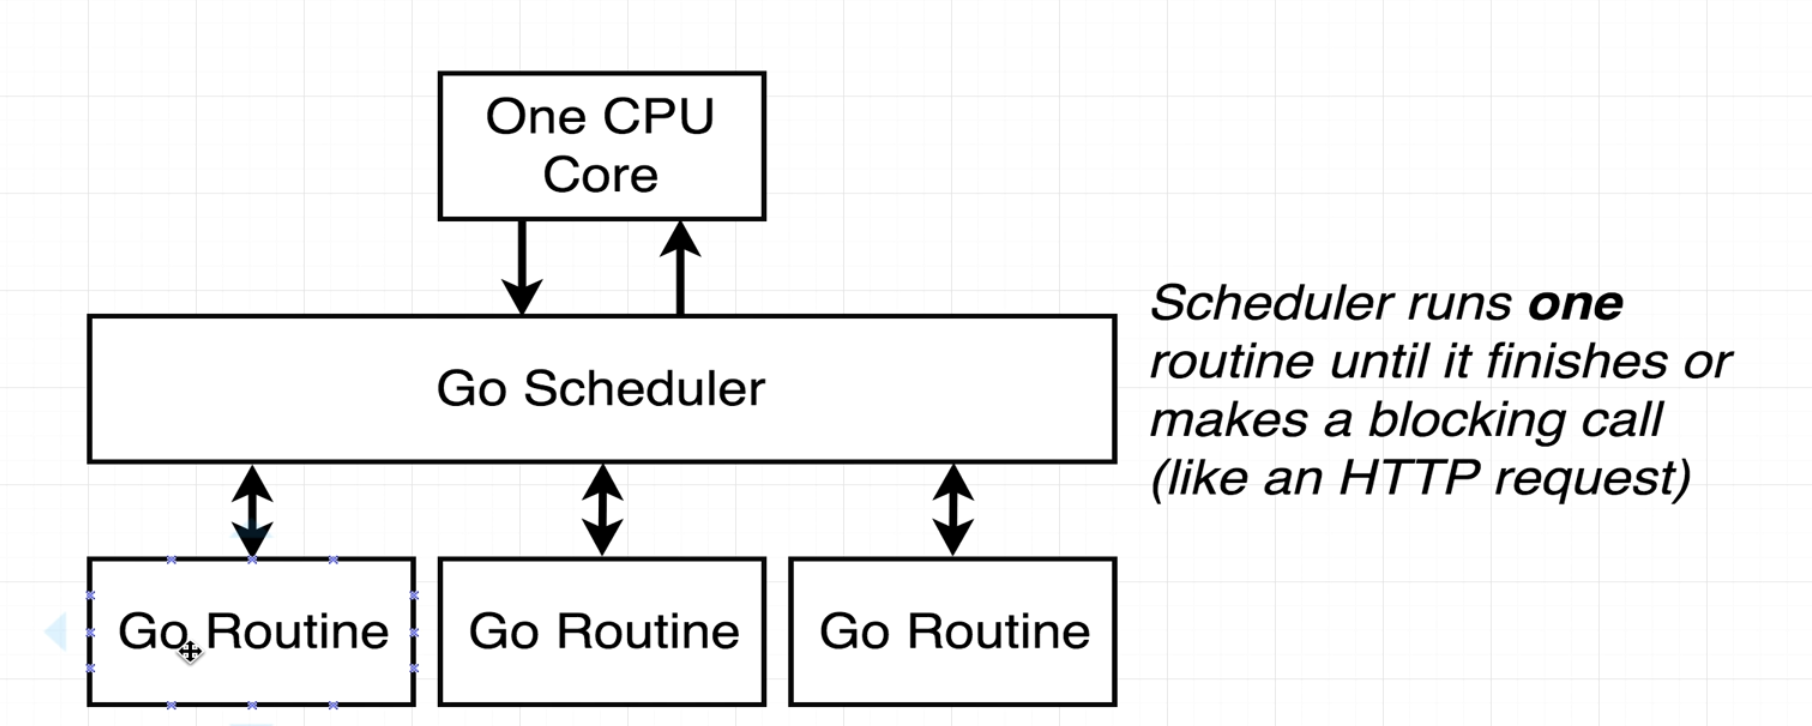 One CPU
Core
Scheduler runs one
routine until it finishes or
makes a blocking call
(like an HTTP request)
Go Scheduler
Go Routine
Go Routine
Go Routine